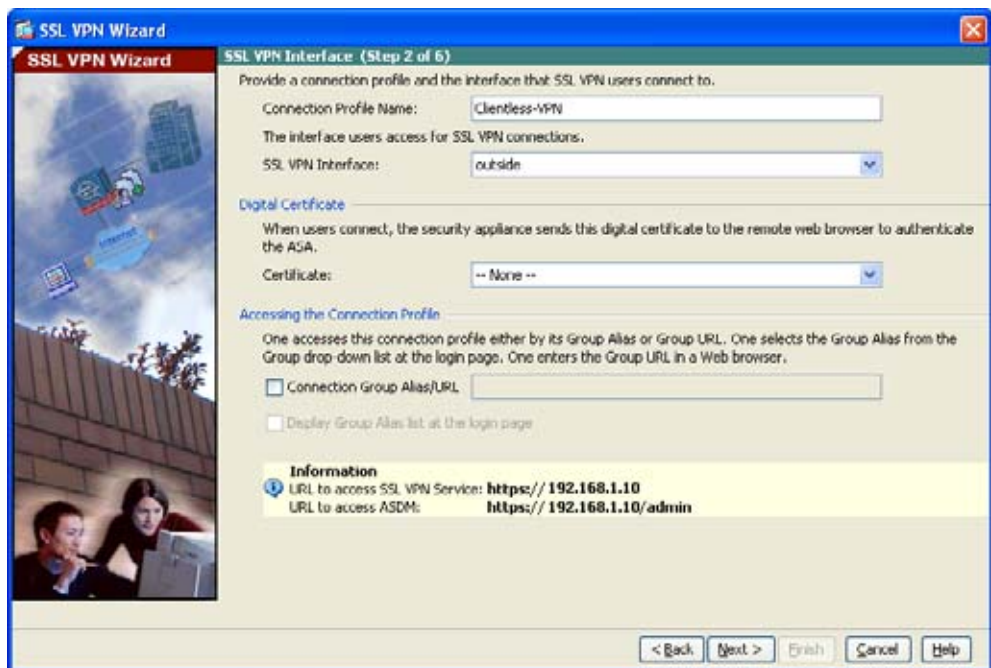 SSL VPN Wizard
SSL VPN Wizard
SSL VPN Interface (Step 2 of 6)
Provide a connection profile and the interface that SSL VPN users connect to.
Connection Profile Name: Clientless-VPN
The interface users access for SSL VPN connections.
SSL VPN Interface: outside
Digital Certificate
When users connect, the security appliance sends this digital certificate to the remote web browser to authenticate
the ASA.
Certificate: -- None --
Accessing the Connection Profile
One accesses this connection profile either by its Group Alias or Group URL. One selects the Group Alias from the
Group drop-down list at the login page. One enters the Group URL in a Web browser.
Connection Group Alias/URL
Display Group Alias list at the login page
Information
URL to access SSL VPN Service: https://192.168.1.10
URL to access ASDM: https://192.168.1.10/admin
Internet
< Back Next > Finish Cancel Help